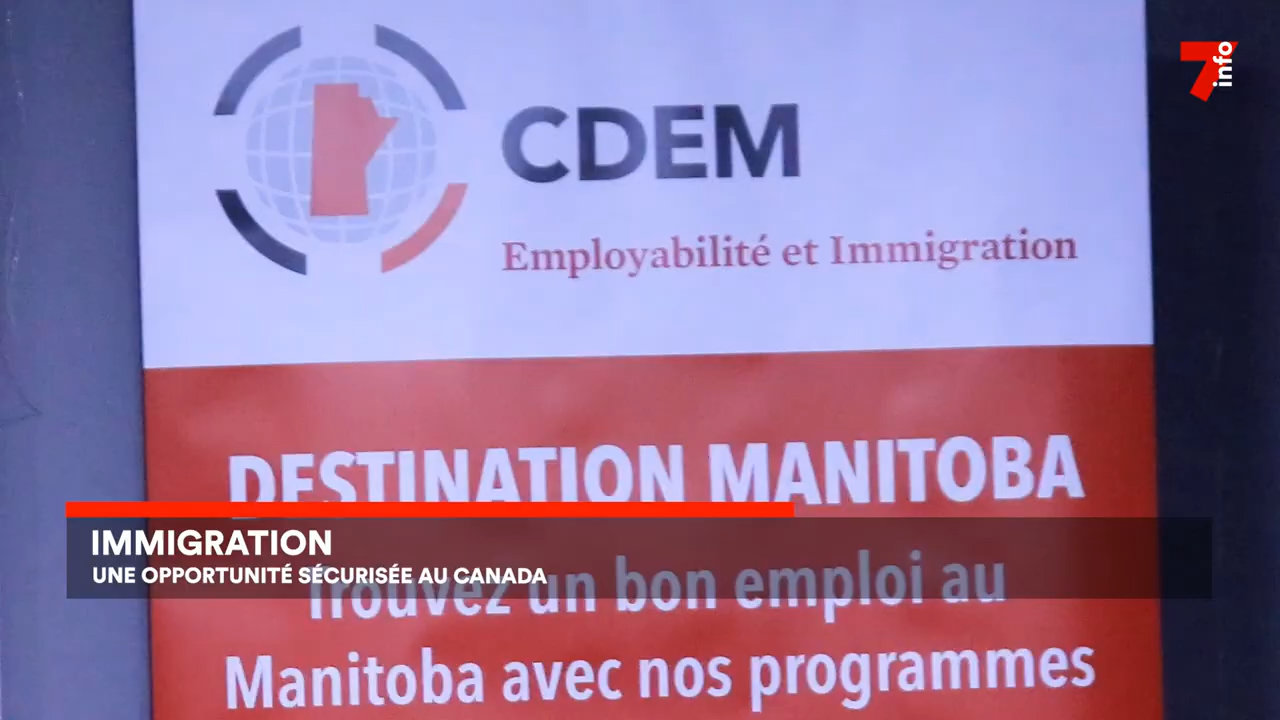 7 info
CDEM
Employabilité et Immigration
DESTINATION MANITOBA
IMMIGRATION
UNE OPPORTUNITÉ SÉCURISÉE AU CANADA
Trouvez un bon emploi au
Manitoba avec nos programmes